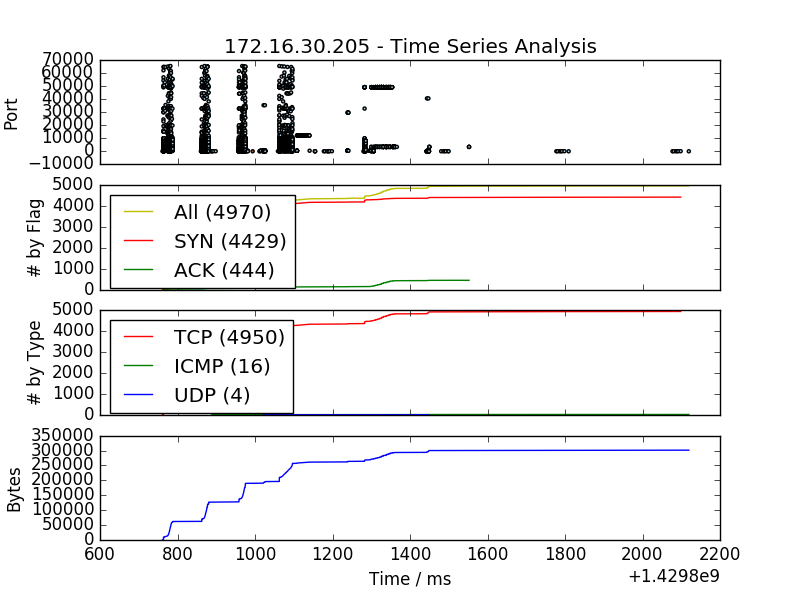 172.16.30.205 - Time Series Analysis
Port
70000
60000
50000
40000
30000
20000
10000
0
−10000
# by Flag
5000
4000
3000
2000
1000
0
All (4970)
SYN (4429)
ACK (444)
# by Type
5000
4000
3000
2000
1000
0
TCP (4950)
ICMP (16)
UDP (4)
Bytes
350000
300000
250000
200000
150000
100000
50000
0
600 800 1000 1200 1400 1600 1800 2000 2200
Time / ms
+1.4298e9